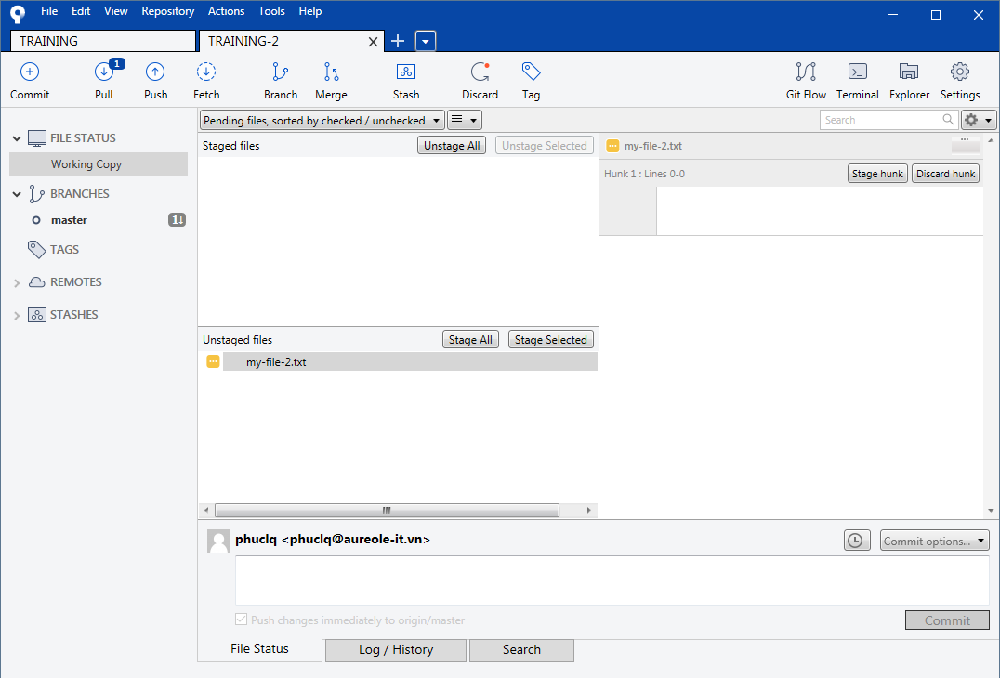 File Edit View Repository Actions Tools Help
TRAINING TRAINING-2
1
Commit Pull Push Fetch Branch Merge Stash Discard Tag Git Flow Terminal Explorer Settings
Pending files, sorted by checked / unchecked Search
FILE STATUS
Working Copy
BRANCHES
master 1↓
TAGS
REMOTES
STASHES
Staged files Unstage All Unstage Selected
Unstaged files Stage All Stage Selected
my-file-2.txt
my-file-2.txt
Hunk 1 : Lines 0-0 Stage hunk Discard hunk
phuclq <phuclq@aureole-it.vn> Commit options...
Push changes immediately to origin/master Commit
File Status Log / History Search